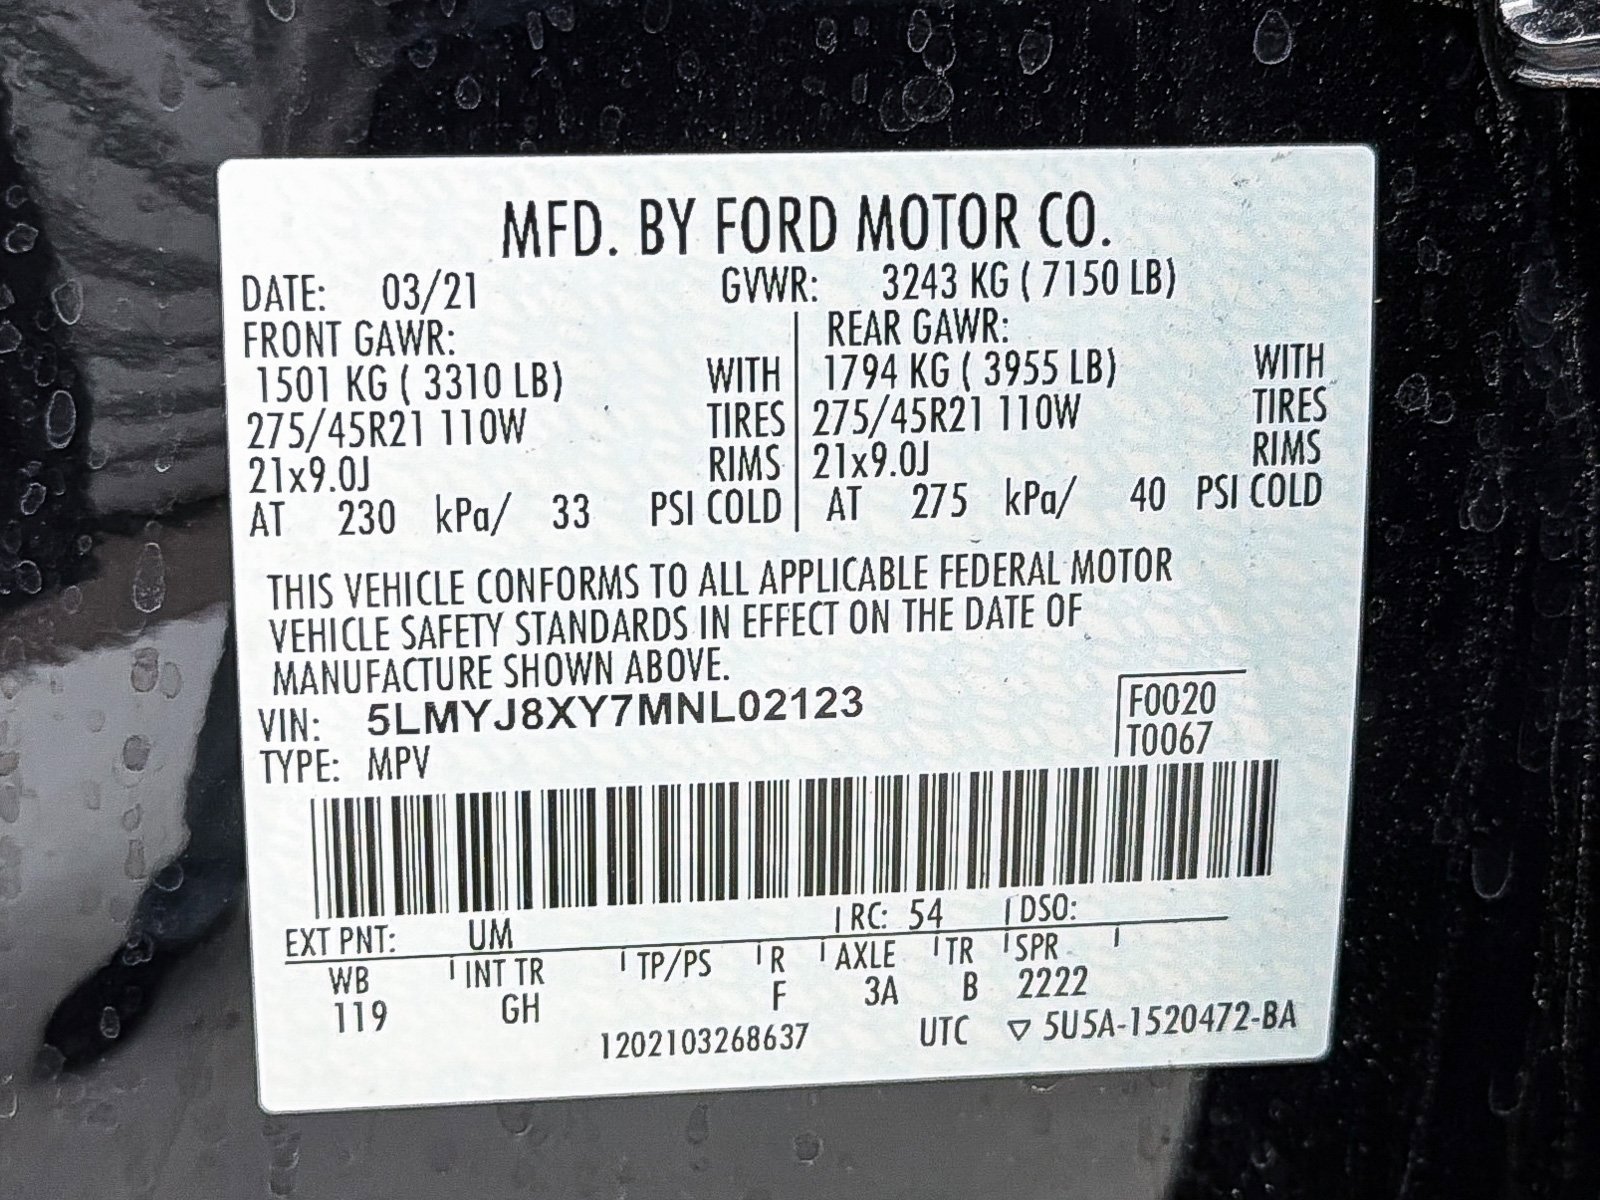 MFD. BY FORD MOTOR CO.
DATE: 03/21 GVWR: 3243 KG ( 7150 LB)
FRONT GAWR: REAR GAWR:
1501 KG ( 3310 LB) WITH 1794 KG ( 3955 LB) WITH
275/45R21 110W TIRES 275/45R21 110W TIRES
21x9.0J RIMS 21x9.0J RIMS
AT 230 kPa/ 33 PSI COLD AT 275 kPa/ 40 PSI COLD
THIS VEHICLE CONFORMS TO ALL APPLICABLE FEDERAL MOTOR
VEHICLE SAFETY STANDARDS IN EFFECT ON THE DATE OF
MANUFACTURE SHOWN ABOVE.
VIN: 5LMYJ8XY7MNL02123 F0020
TYPE: MPV T0067
EXT PNT: UM RC: 54 DSO:
WB INT TR TP/PS R AXLE TR SPR
119 GH F 3A B 2222
1202103268637 UTC ▽ 5U5A-1520472-BA